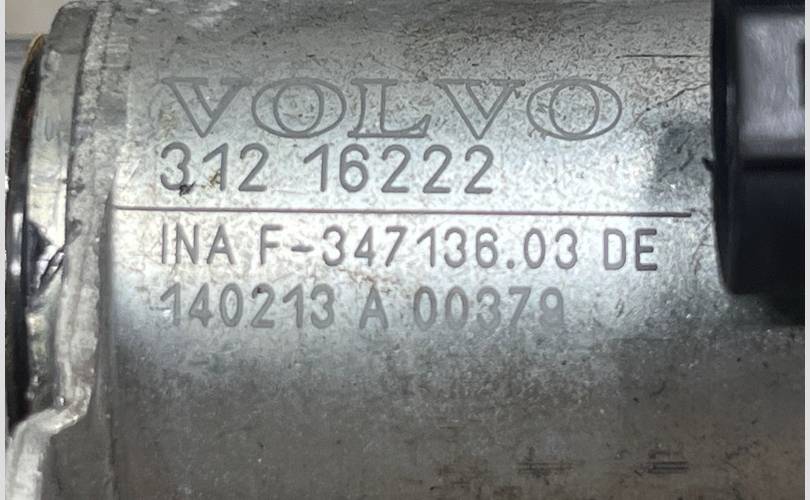 VOLVO
312 16222
INA F-347136.03 DE
140213 A 00379